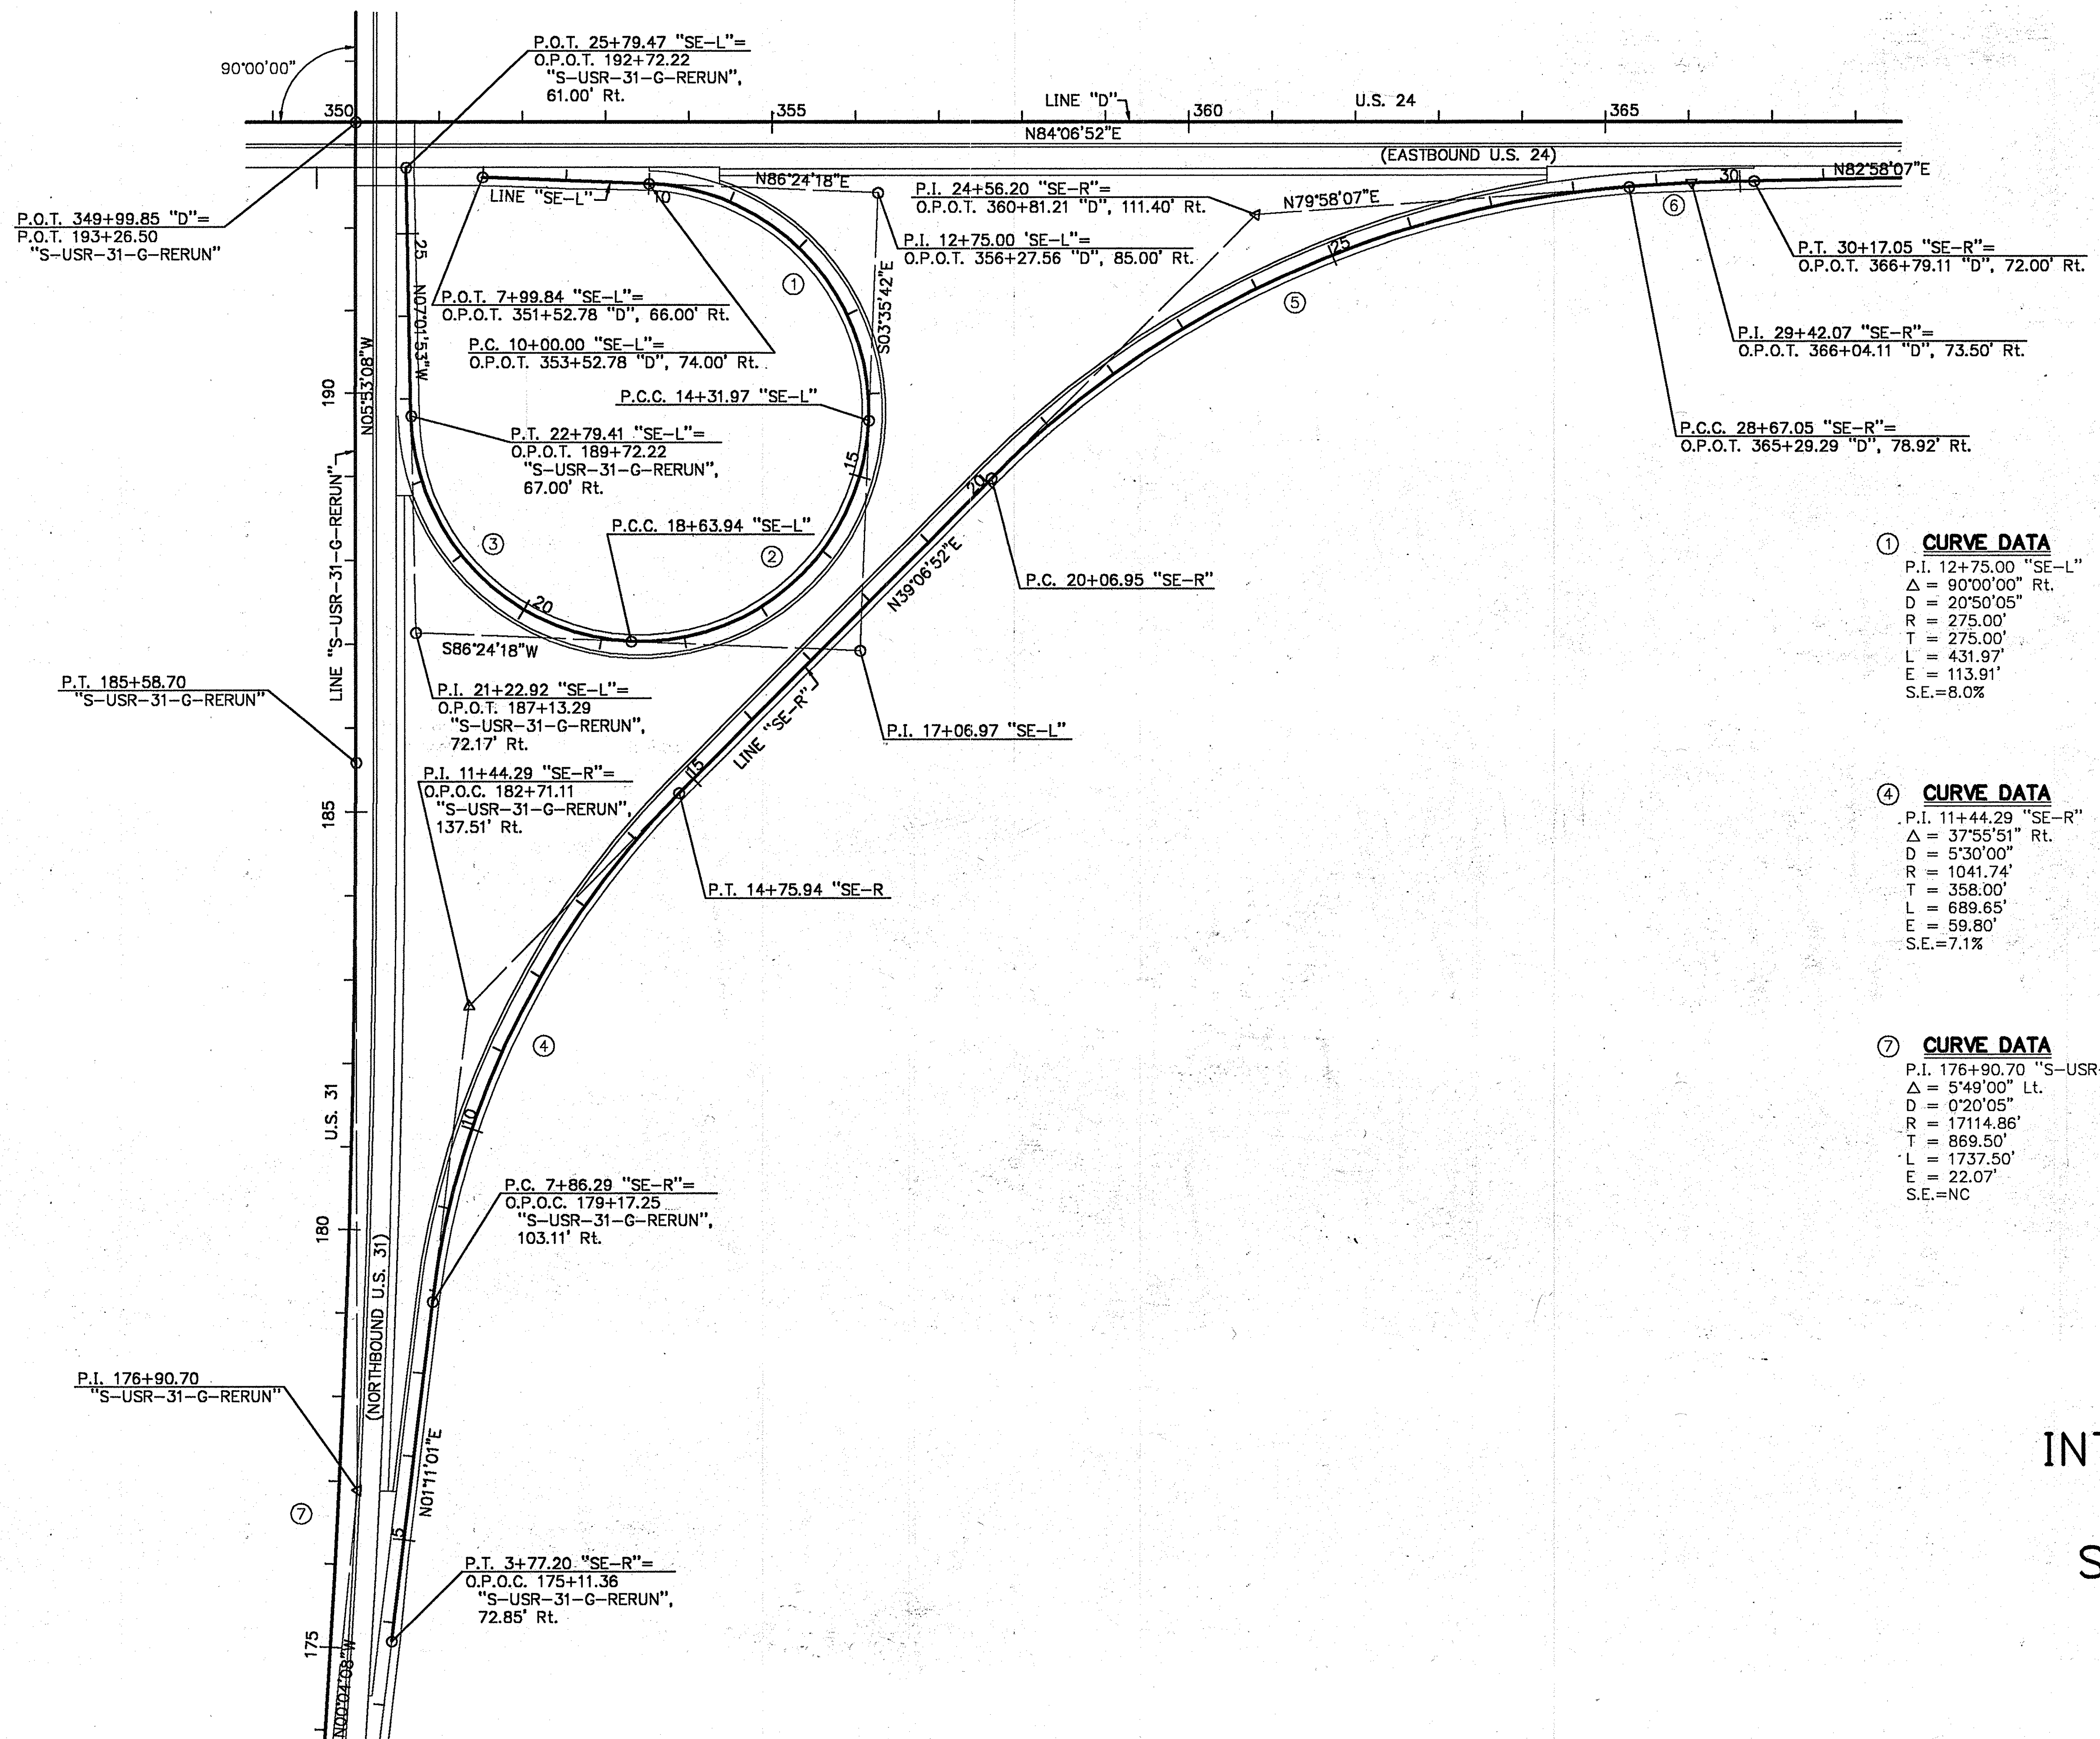 P.O.T. 25+79.47 "SE-L"=
O.P.O.T. 192+72.22
"S-USR-31-G-RERUN",
61.00' Rt.
90°00'00"
350
355
LINE "D"
360
U.S. 24
365
N84°06'52"E
(EASTBOUND U.S. 24)
N82°58'07"E
N86°24'18"E
LINE "SE-L"
10
P.I. 24+56.20 "SE-R"=
O.P.O.T. 360+81.21 "D", 111.40' Rt.
N79°58'07"E
30
6
P.O.T. 349+99.85 "D"=
P.O.T. 193+26.50
"S-USR-31-G-RERUN"
P.I. 12+75.00 'SE-L"=
O.P.O.T. 356+27.56 "D", 85.00' Rt.
25
25
P.T. 30+17.05 "SE-R"=
O.P.O.T. 366+79.11 "D", 72.00' Rt.
1
5
S03°35'42"E
N07°01'53"W
P.O.T. 7+99.84 "SE-L"=
O.P.O.T. 351+52.78 "D", 66.00' Rt.
P.I. 29+42.07 "SE-R"=
O.P.O.T. 366+04.11 "D", 73.50' Rt.
P.C. 10+00.00 "SE-L"=
O.P.O.T. 353+52.78 "D", 74.00' Rt.
190
N05°53'08"W
P.C.C. 14+31.97 "SE-L"
P.T. 22+79.41 "SE-L"=
O.P.O.T. 189+72.22
"S-USR-31-G-RERUN",
67.00' Rt.
P.C.C. 28+67.05 "SE-R"=
O.P.O.T. 365+29.29 "D", 78.92' Rt.
15
20
LINE "S-USR-31-G-RERUN"
P.C.C. 18+63.94 "SE-L"
3
2
N39°06'52"E
P.C. 20+06.95 "SE-R"
20
S86°24'18"W
1 CURVE DATA
P.I. 12+75.00 "SE-L"
Δ = 90°00'00" Rt.
D = 20°50'05"
R = 275.00'
T = 275.00'
L = 431.97'
E = 113.91'
S.E.=8.0%
P.T. 185+58.70
"S-USR-31-G-RERUN"
P.I. 21+22.92 "SE-L"=
O.P.O.T. 187+13.29
"S-USR-31-G-RERUN",
72.17' Rt.
LINE "SE-R"
P.I. 17+06.97 "SE-L"
P.I. 11+44.29 "SE-R"=
O.P.O.C. 182+71.11
"S-USR-31-G-RERUN",
137.51' Rt.
15
185
P.T. 14+75.94 "SE-R
4 CURVE DATA
P.I. 11+44.29 "SE-R"
Δ = 37°55'51" Rt.
D = 5°30'00"
R = 1041.74'
T = 358.00'
L = 689.65'
E = 59.80'
S.E.=7.1%
4
U.S. 31
10
7 CURVE DATA
P.I. 176+90.70 "S-USR-
Δ = 5°49'00" Lt.
D = 0°20'05"
R = 17114.86'
T = 869.50'
L = 1737.50'
E = 22.07'
S.E.=NC
P.C. 7+86.29 "SE-R"=
O.P.O.C. 179+17.25
"S-USR-31-G-RERUN",
103.11' Rt.
180
(NORTHBOUND U.S. 31)
P.I. 176+90.70
"S-USR-31-G-RERUN"
N01°11'01"E
7
5
P.T. 3+77.20 "SE-R"=
O.P.O.C. 175+11.36
"S-USR-31-G-RERUN",
72.85' Rt.
175
N00°04'08"W
INT
S